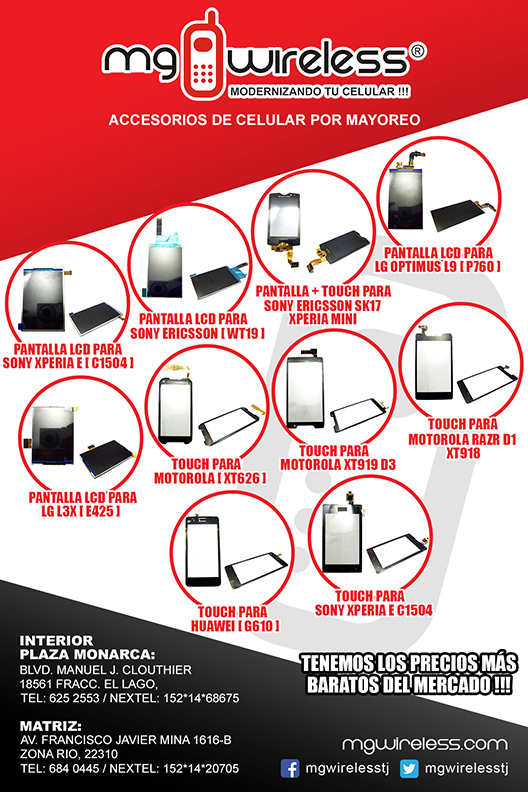 mg wireless®
MODERNIZANDO TU CELULAR !!!
ACCESORIOS DE CELULAR POR MAYOREO
PANTALLA LCD PARA
LG OPTIMUS L9 [ P760 ]
PANTALLA + TOUCH PARA
SONY ERICSSON SK17
XPERIA MINI
PANTALLA LCD PARA
SONY ERICSSON [ WT19 ]
PANTALLA LCD PARA
SONY XPERIA E [ C1504 ]
TOUCH PARA
MOTOROLA RAZR D1
XT918
TOUCH PARA
MOTOROLA XT919 D3
TOUCH PARA
MOTOROLA [ XT626 ]
PANTALLA LCD PARA
LG L3X [ E425 ]
TOUCH PARA
SONY XPERIA E C1504
TOUCH PARA
HUAWEI [ G610 ]
INTERIOR
PLAZA MONARCA:
BLVD. MANUEL J. CLOUTHIER
18561 FRACC. EL LAGO,
TEL: 625 2553 / NEXTEL: 152*14*68675
MATRIZ:
AV. FRANCISCO JAVIER MINA 1616-B
ZONA RIO, 22310
TEL: 684 0445 / NEXTEL: 152*14*20705
TENEMOS LOS PRECIOS MÁS
BARATOS DEL MERCADO !!!
mgwireless.com
mgwirelesstj
mgwirelesstj